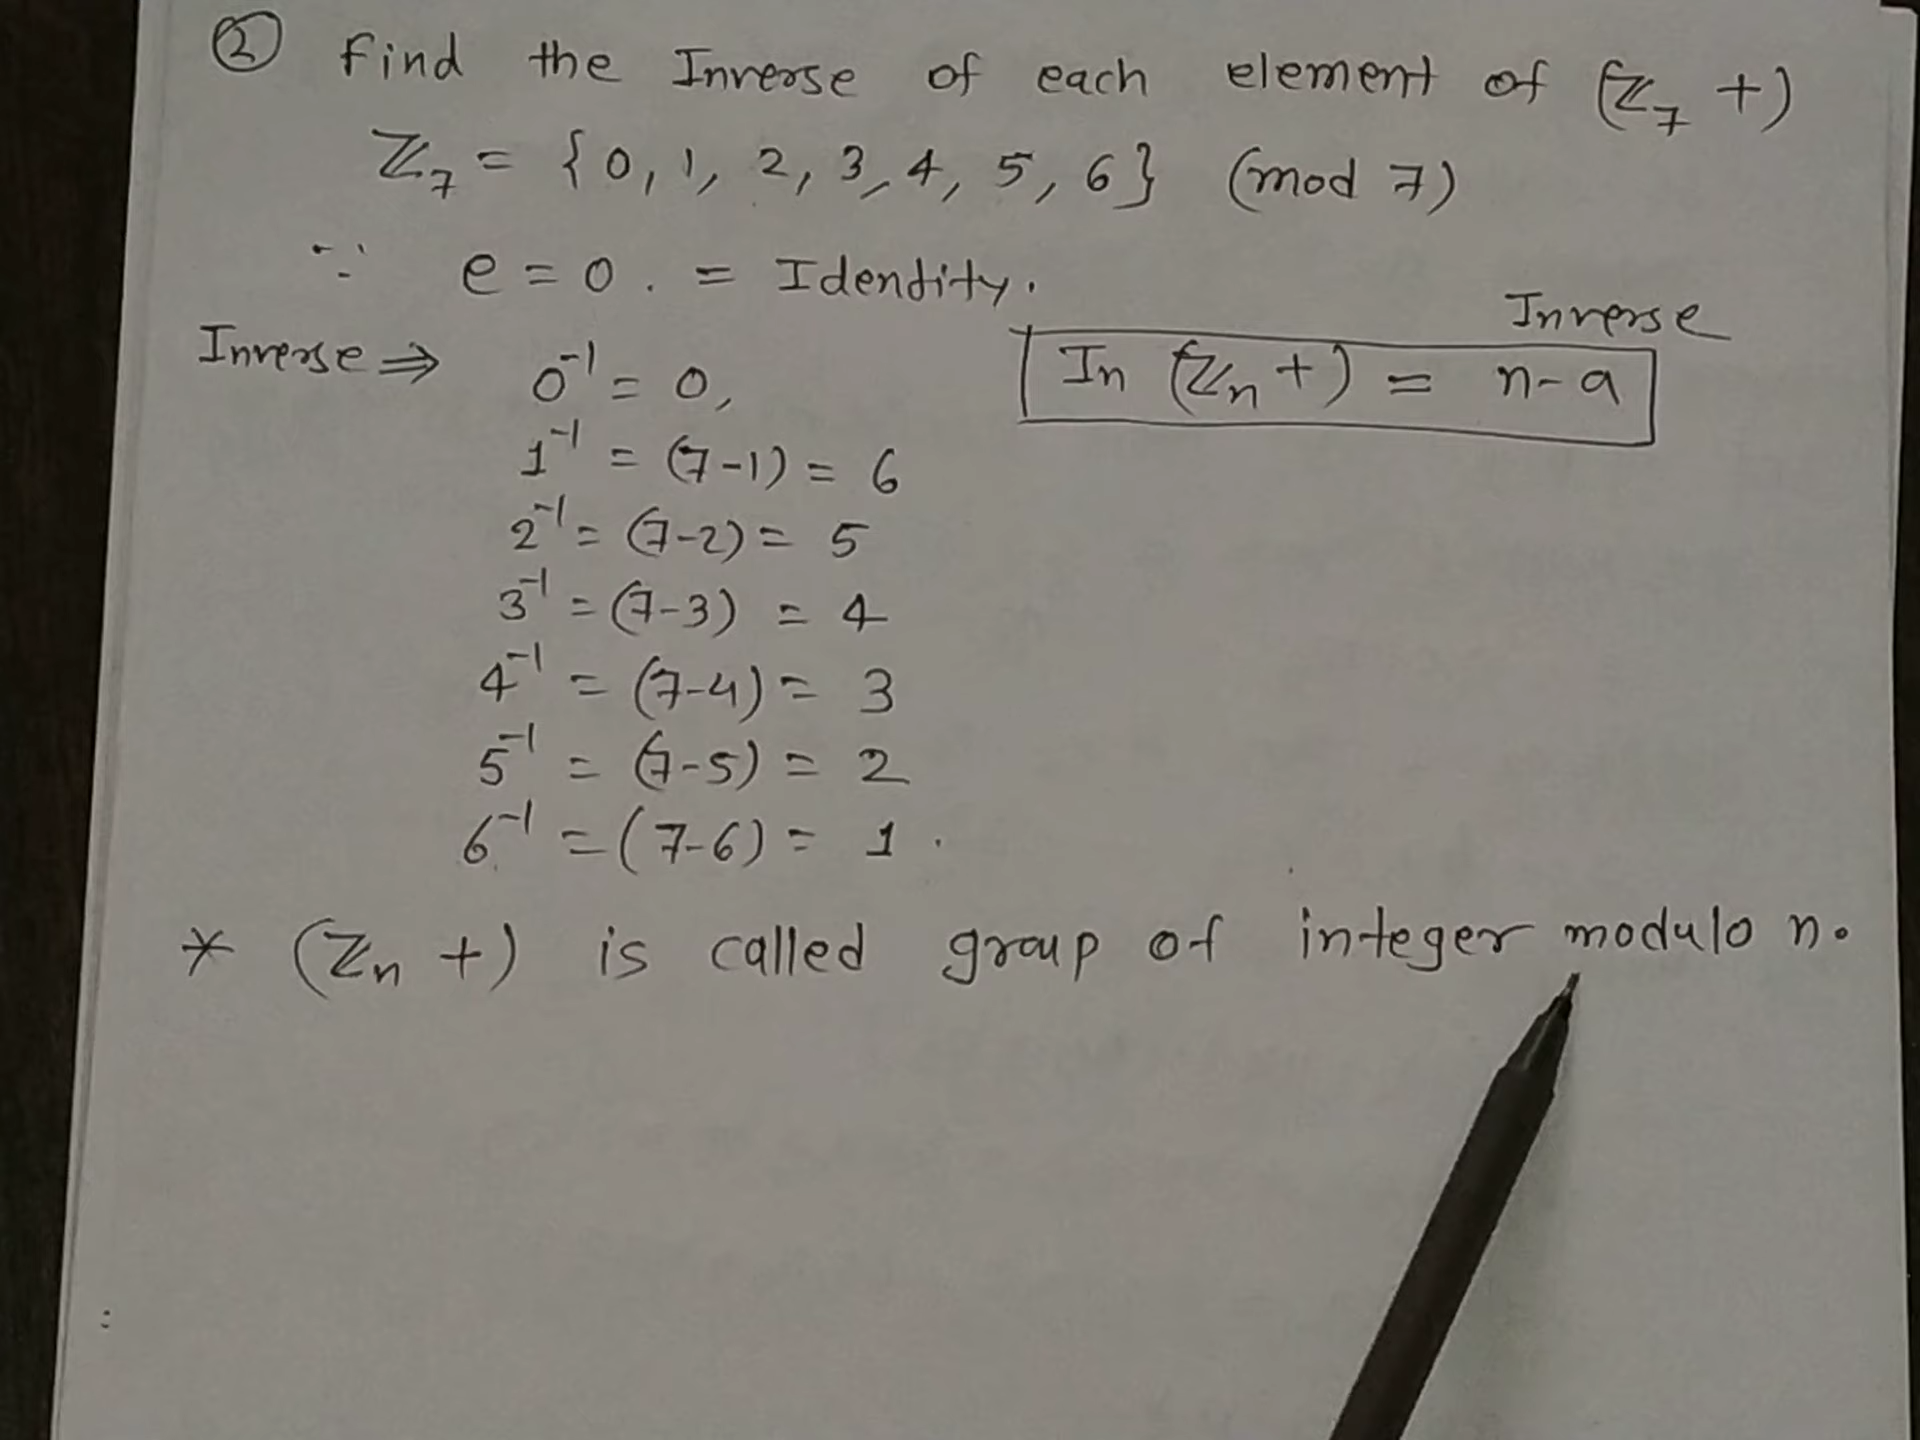 ② Find the Inverse of each element of (ℤ₇ +)
ℤ₇ = {0, 1, 2, 3, 4, 5, 6} (mod 7)
∵ e = 0. = Identity.
Inverse
Inverse ⇒ 0⁻¹ = 0, In (ℤₙ +) = n-a
1⁻¹ = (7-1) = 6
2⁻¹ = (7-2) = 5
3⁻¹ = (7-3) = 4
4⁻¹ = (7-4) = 3
5⁻¹ = (7-5) = 2
6⁻¹ = (7-6) = 1.
* (Zₙ +) is called group of integer modulo n.